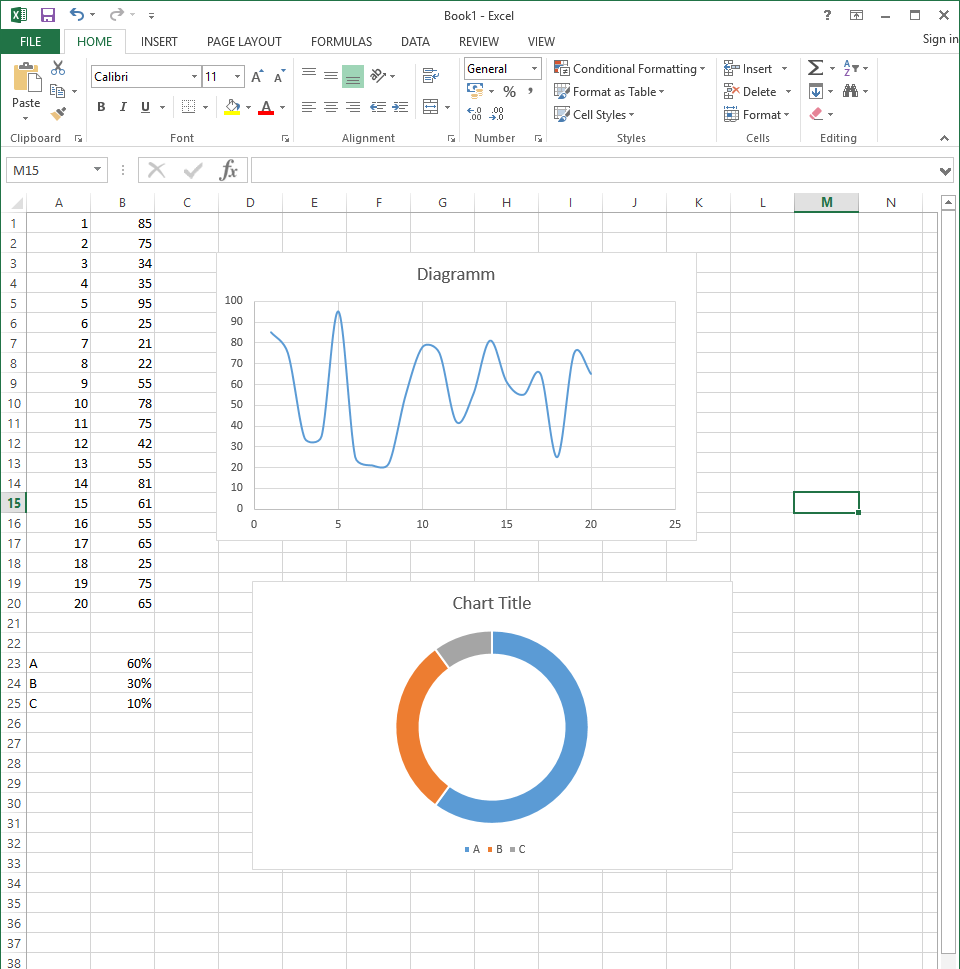 Book1 - Excel ?
FILE HOME INSERT PAGE LAYOUT FORMULAS DATA REVIEW VIEW Sign in
Calibri 11 General Conditional Formatting Insert
Paste B I U A % , Format as Table Delete
Cell Styles Format
Clipboard Font Alignment Number Styles Cells Editing
M15 fx
A B C D E F G H I J K L M N
1 1 85
2 2 75
3 3 34
4 4 35
5 5 95
6 6 25
7 7 21
8 8 22
9 9 55
10 10 78
11 11 75
12 12 42
13 13 55
14 14 81
15 15 61
16 16 55
17 17 65
18 18 25
19 19 75
20 20 65
21
22
23 A 60%
24 B 30%
25 C 10%
26
27
28
29
30
31
32
33
34
35
36
37
38
Diagramm
100
90
80
70
60
50
40
30
20
10
0
0 5 10 15 20 25
Chart Title
A B C